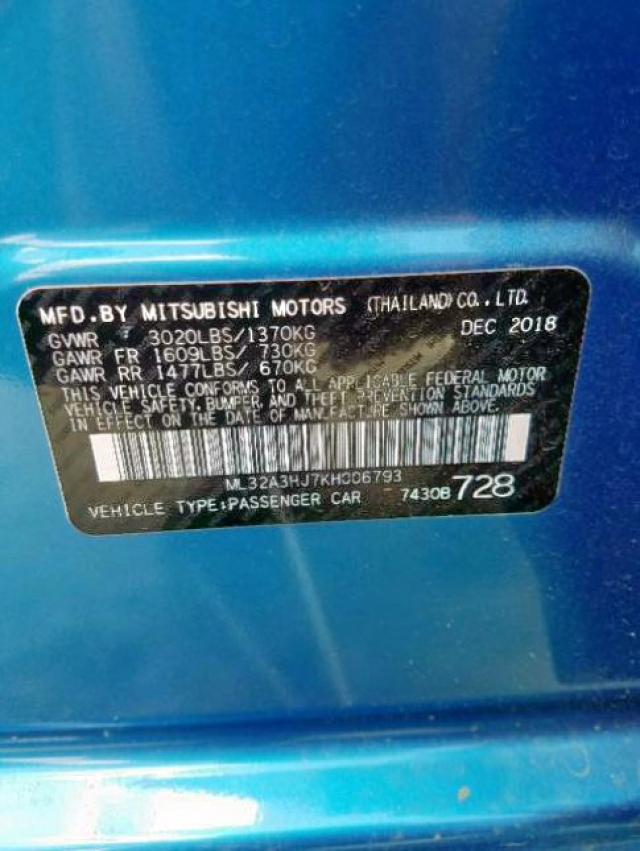 MFD.BY MITSUBISHI MOTORS (THAILAND)CO.,LTD.
GVWR 3020LBS/1370KG DEC 2018
GAWR FR 1609LBS/ 730KG
GAWR RR 1477LBS/ 670KG
THIS VEHICLE CONFORMS TO ALL APPLICABLE FEDERAL MOTOR
VEHICLE SAFETY,BUMPER AND THEFT PREVENTION STANDARDS
IN EFFECT ON THE DATE OF MANUFACTURE SHOWN ABOVE.
ML32A3HJ7KH006793
VEHICLE TYPE:PASSENGER CAR 7430B 728